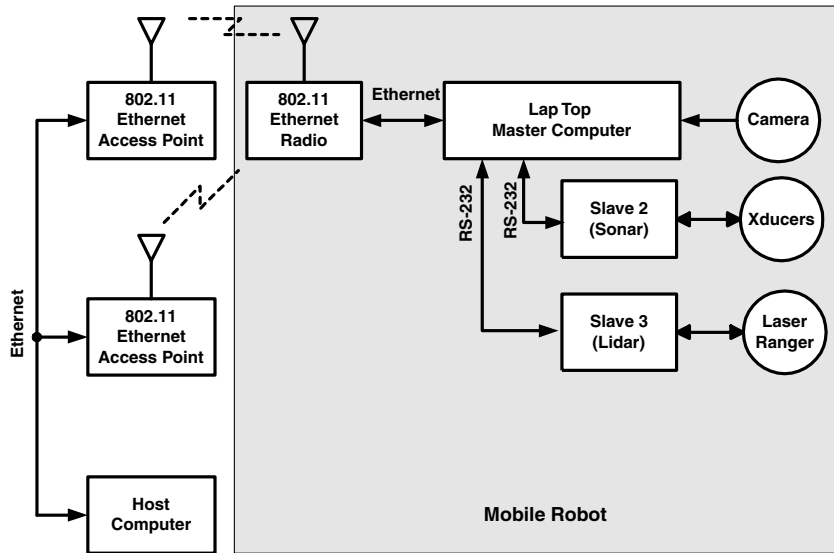 802.11
Ethernet
Access Point
802.11
Ethernet
Radio
Ethernet
Lap Top
Master Computer
Camera
RS-232
RS-232
Slave 2
(Sonar)
Xducers
Ethernet
802.11
Ethernet
Access Point
Slave 3
(Lidar)
Laser
Ranger
Host
Computer
Mobile Robot